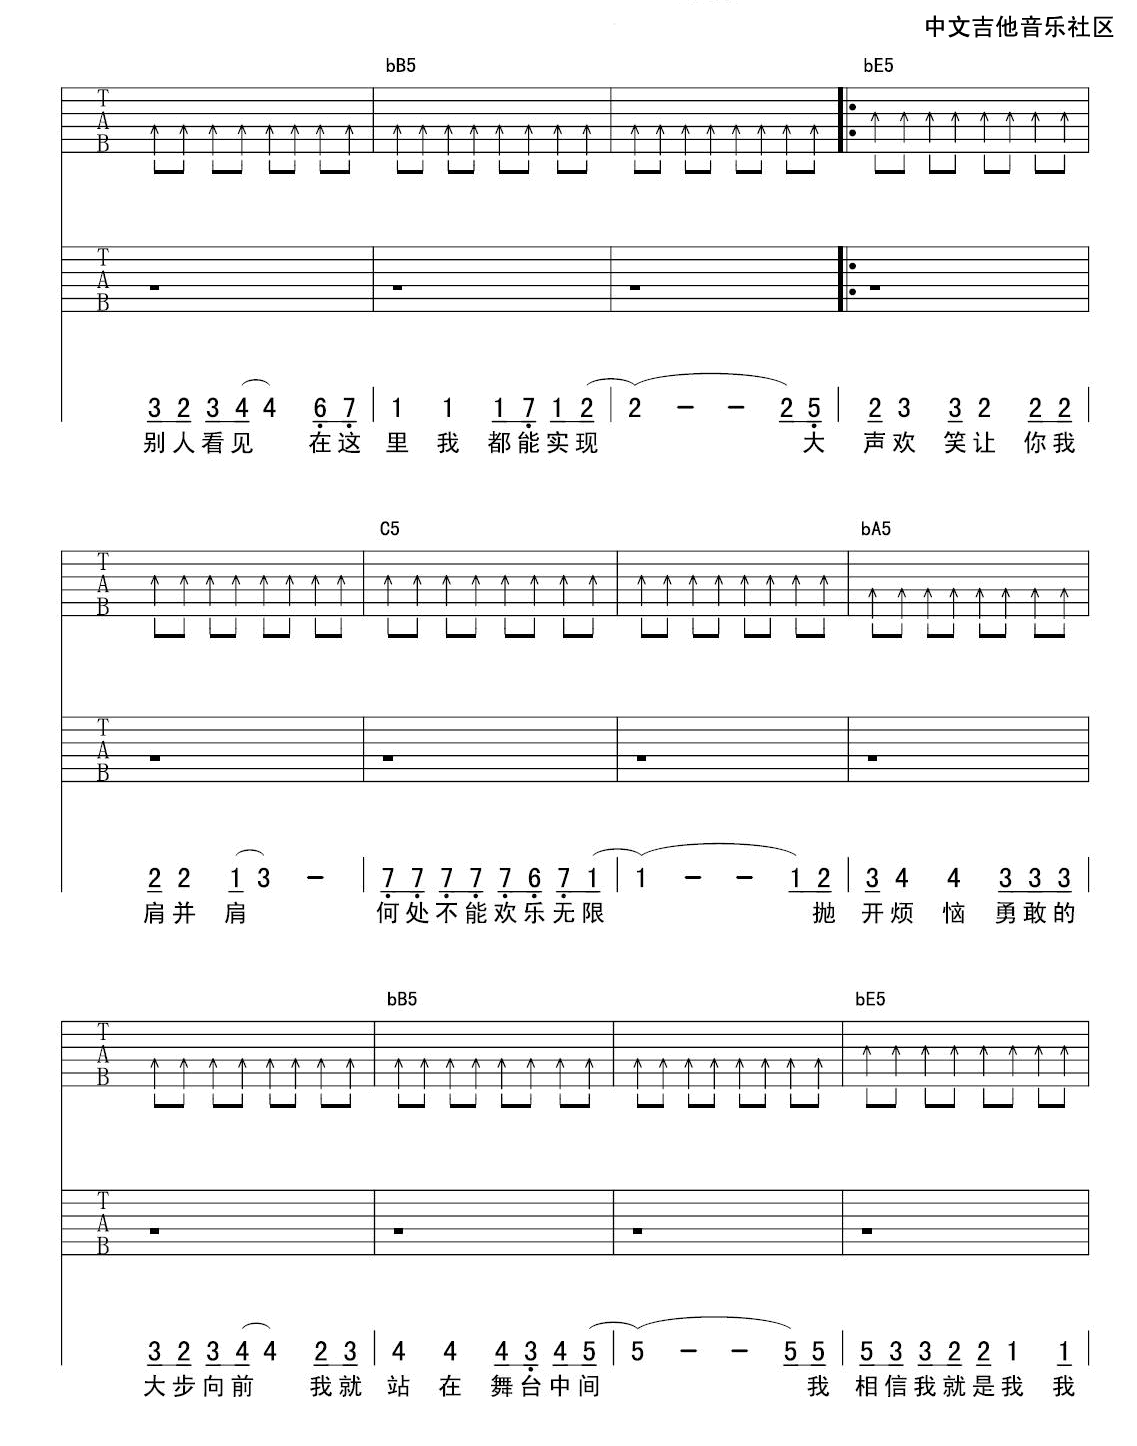 中文吉他音乐社区
bB5 bE5
T
A
B
T
A
B
3 2 3 4 4 6 7 1 1 1 7 1 2 2 - - 2 5 2 3 3 2 2 2
别人看见 在这 里 我 都能实现 大 声欢 笑让 你我
C5 bA5
T
A
B
T
A
B
2 2 1 3 - 7 7 7 7 7 6 7 1 1 - - 1 2 3 4 4 3 3 3
肩并 肩 何处不能欢乐无限 抛 开烦 恼 勇敢的
bB5 bE5
T
A
B
T
A
B
3 2 3 4 4 2 3 4 4 4 3 4 5 5 - - 5 5 5 3 3 2 2 1 1
大步向前 我就 站 在 舞台中间 我 相信我就是我 我